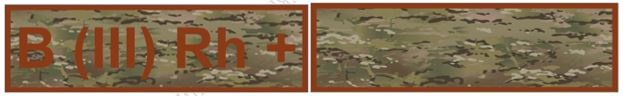 B (III) Rh +